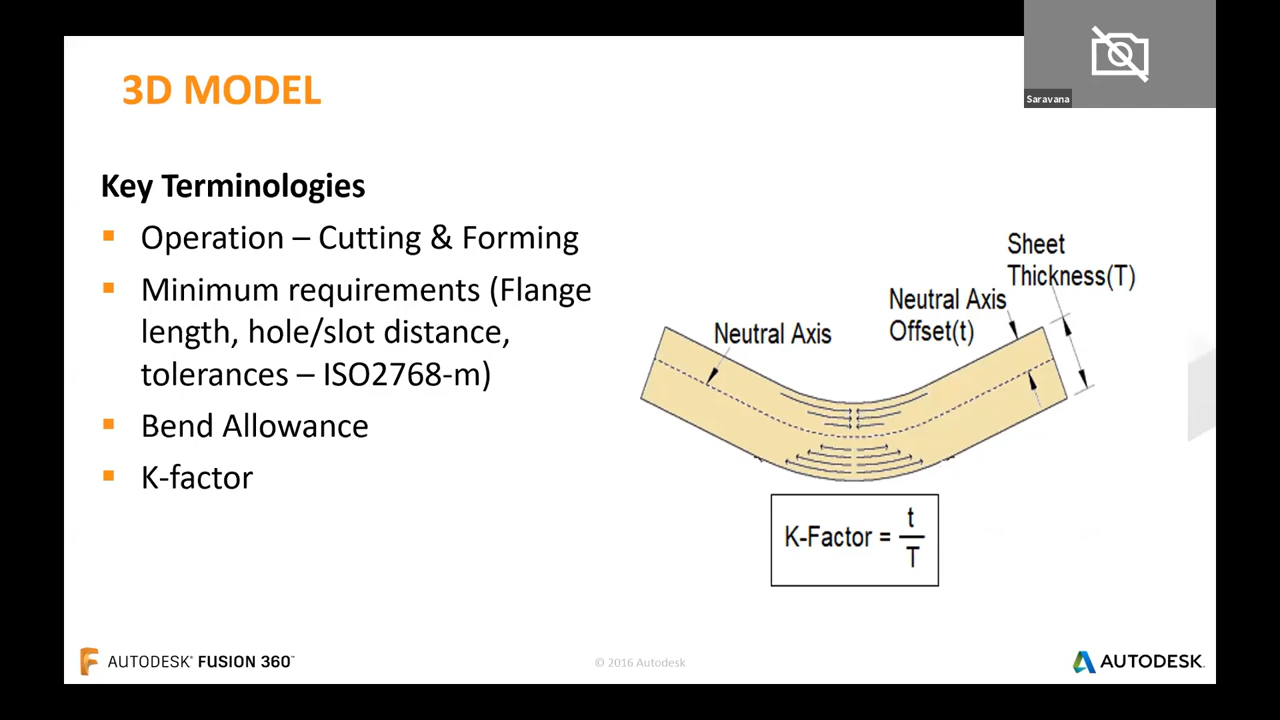 Saravana
3D MODEL
Key Terminologies
▪ Operation – Cutting & Forming
▪ Minimum requirements (Flange
length, hole/slot distance,
tolerances – ISO2768-m)
▪ Bend Allowance
▪ K-factor
Sheet
Thickness(T)
Neutral Axis
Offset(t)
Neutral Axis
K-Factor = t/T
AUTODESK® FUSION 360™
© 2016 Autodesk
AUTODESK.